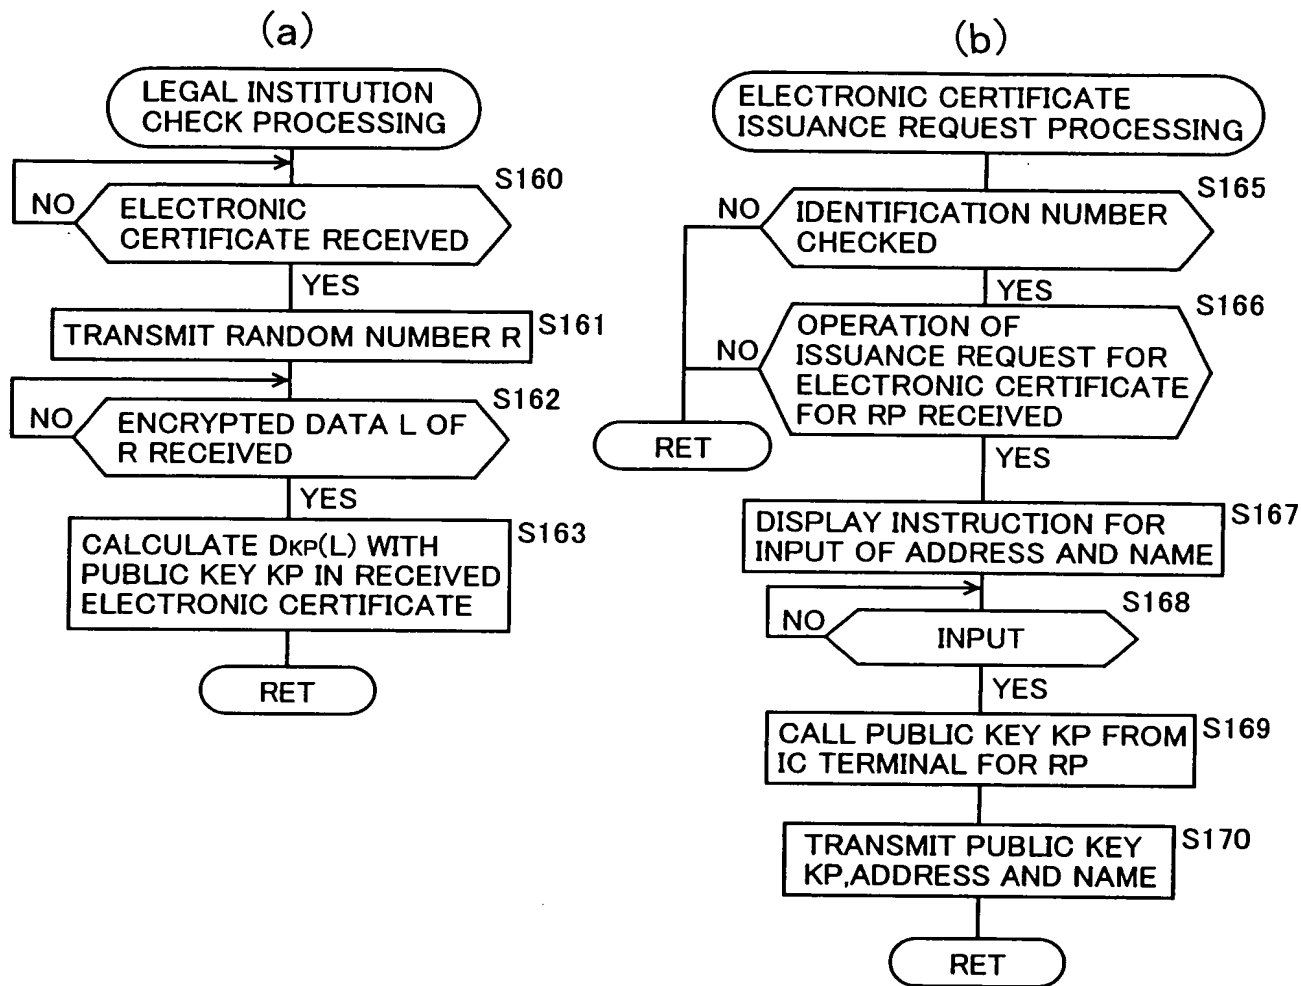 (a)
LEGAL INSTITUTION
CHECK PROCESSING
S160
NO
ELECTRONIC
CERTIFICATE RECEIVED
YES
TRANSMIT RANDOM NUMBER R
S161
S162
NO
ENCRYPTED DATA L OF
R RECEIVED
YES
S163
CALCULATE DKP(L) WITH
PUBLIC KEY KP IN RECEIVED
ELECTRONIC CERTIFICATE
RET
(b)
ELECTRONIC CERTIFICATE
ISSUANCE REQUEST PROCESSING
S165
NO
IDENTIFICATION NUMBER
CHECKED
YES
S166
NO
OPERATION OF
ISSUANCE REQUEST FOR
ELECTRONIC CERTIFICATE
FOR RP RECEIVED
RET
YES
S167
DISPLAY INSTRUCTION FOR
INPUT OF ADDRESS AND NAME
S168
NO
INPUT
YES
S169
CALL PUBLIC KEY KP FROM
IC TERMINAL FOR RP
S170
TRANSMIT PUBLIC KEY
KP,ADDRESS AND NAME
RET